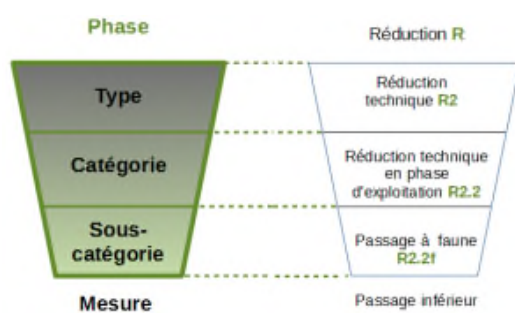 Phase
Réduction R
Type
Réduction
technique R2
Catégorie
Réduction technique
en phase
d'exploitation R2.2
Sous-
catégorie
Passage à faune
R2.2f
Mesure
Passage inférieur